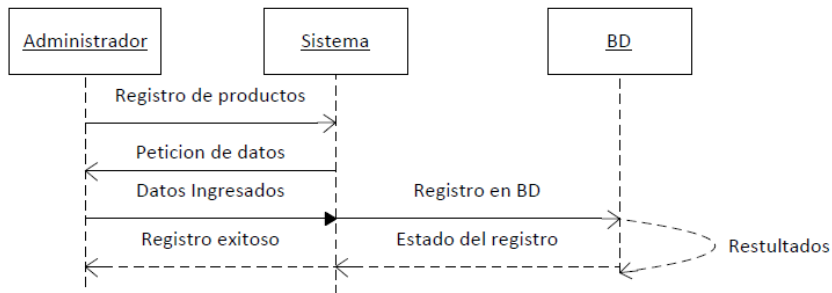 Administrador
Sistema
BD
Registro de productos
Peticion de datos
Datos Ingresados
Registro en BD
Registro exitoso
Estado del registro
Restultados